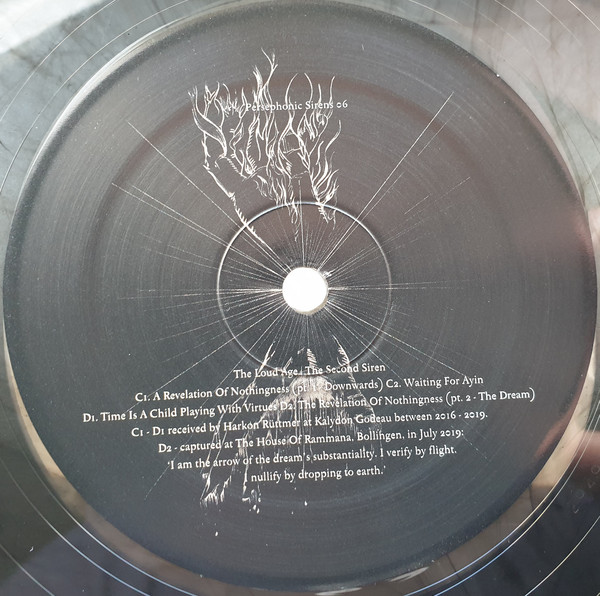 Persephonic Sirens 06
The Loud Age. The Second Siren
C1. A Revelation Of Nothingness (pt. 1 - Downwards) C2. Waiting For Ayin
D1. Time Is A Child Playing With Virtues D2. The Revelation Of Nothingness (pt. 2 - The Dream)
C1 - D1 received by Harkon Ruttmer at Kalydon Godeau between 2016 - 2019.
D2 - captured at The House Of Rammana, Bollingen, in July 2019:
'I am the arrow of the dream's substantiality. I verify by flight.
nullify by dropping to earth.'